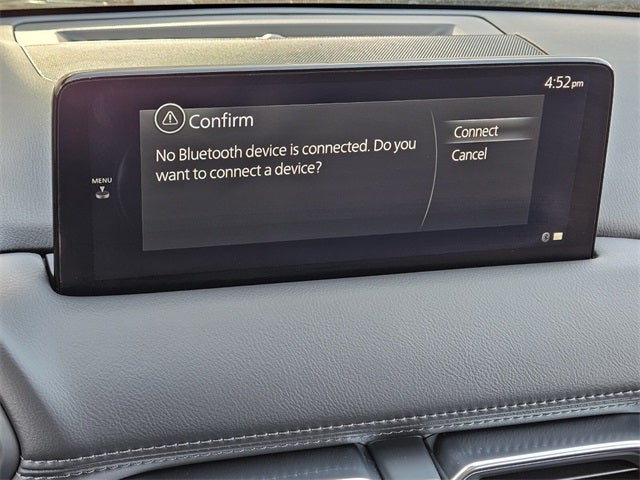 4:52pm
Confirm
No Bluetooth device is connected. Do you
want to connect a device?
Connect
Cancel
MENU